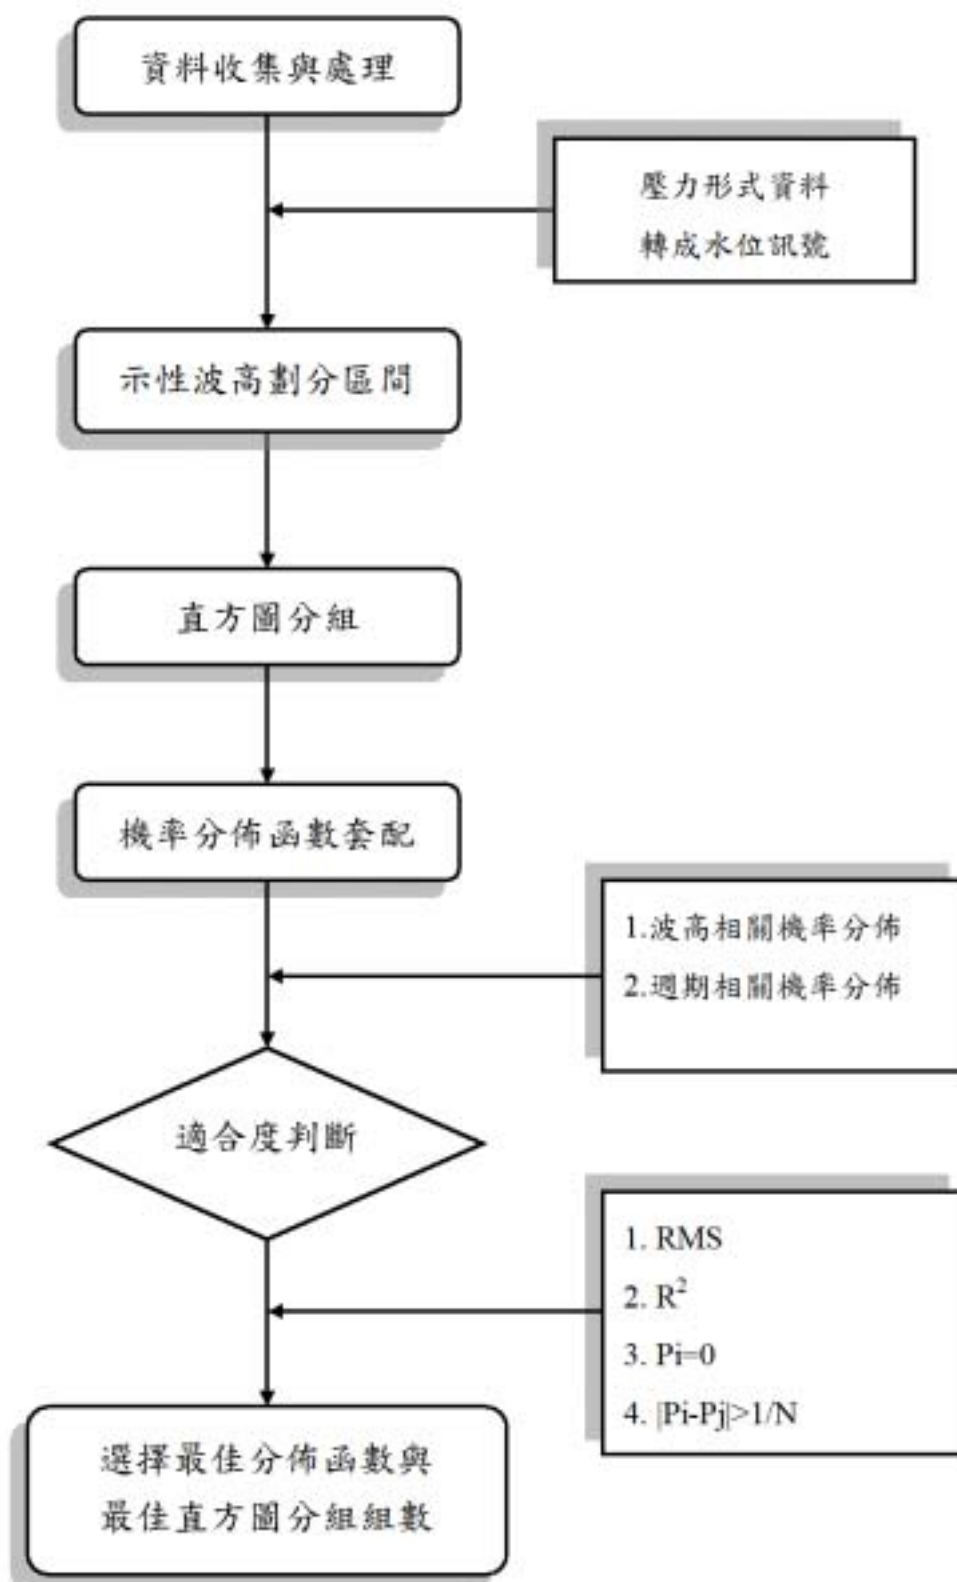 資料收集與處理
壓力形式資料
轉成水位訊號
示性波高劃分區間
直方圖分組
機率分佈函數套配
1.波高相關機率分佈
2.週期相關機率分佈
適合度判斷
1. RMS
2. R²
3. Pi=0
4. |Pi-Pj|>1/N
選擇最佳分佈函數與
最佳直方圖分組組數